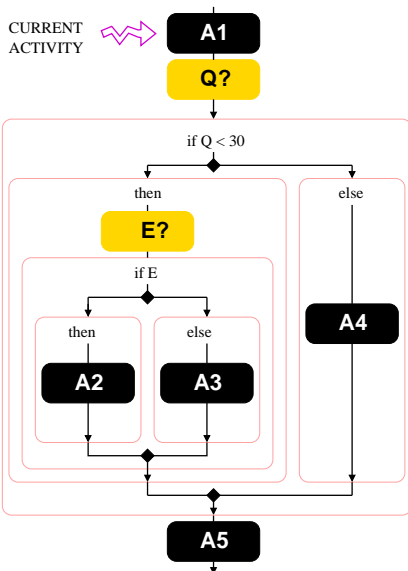 CURRENT
ACTIVITY
A1
Q?
if Q < 30
then
else
E?
if E
then
else
A4
A2
A3
A5